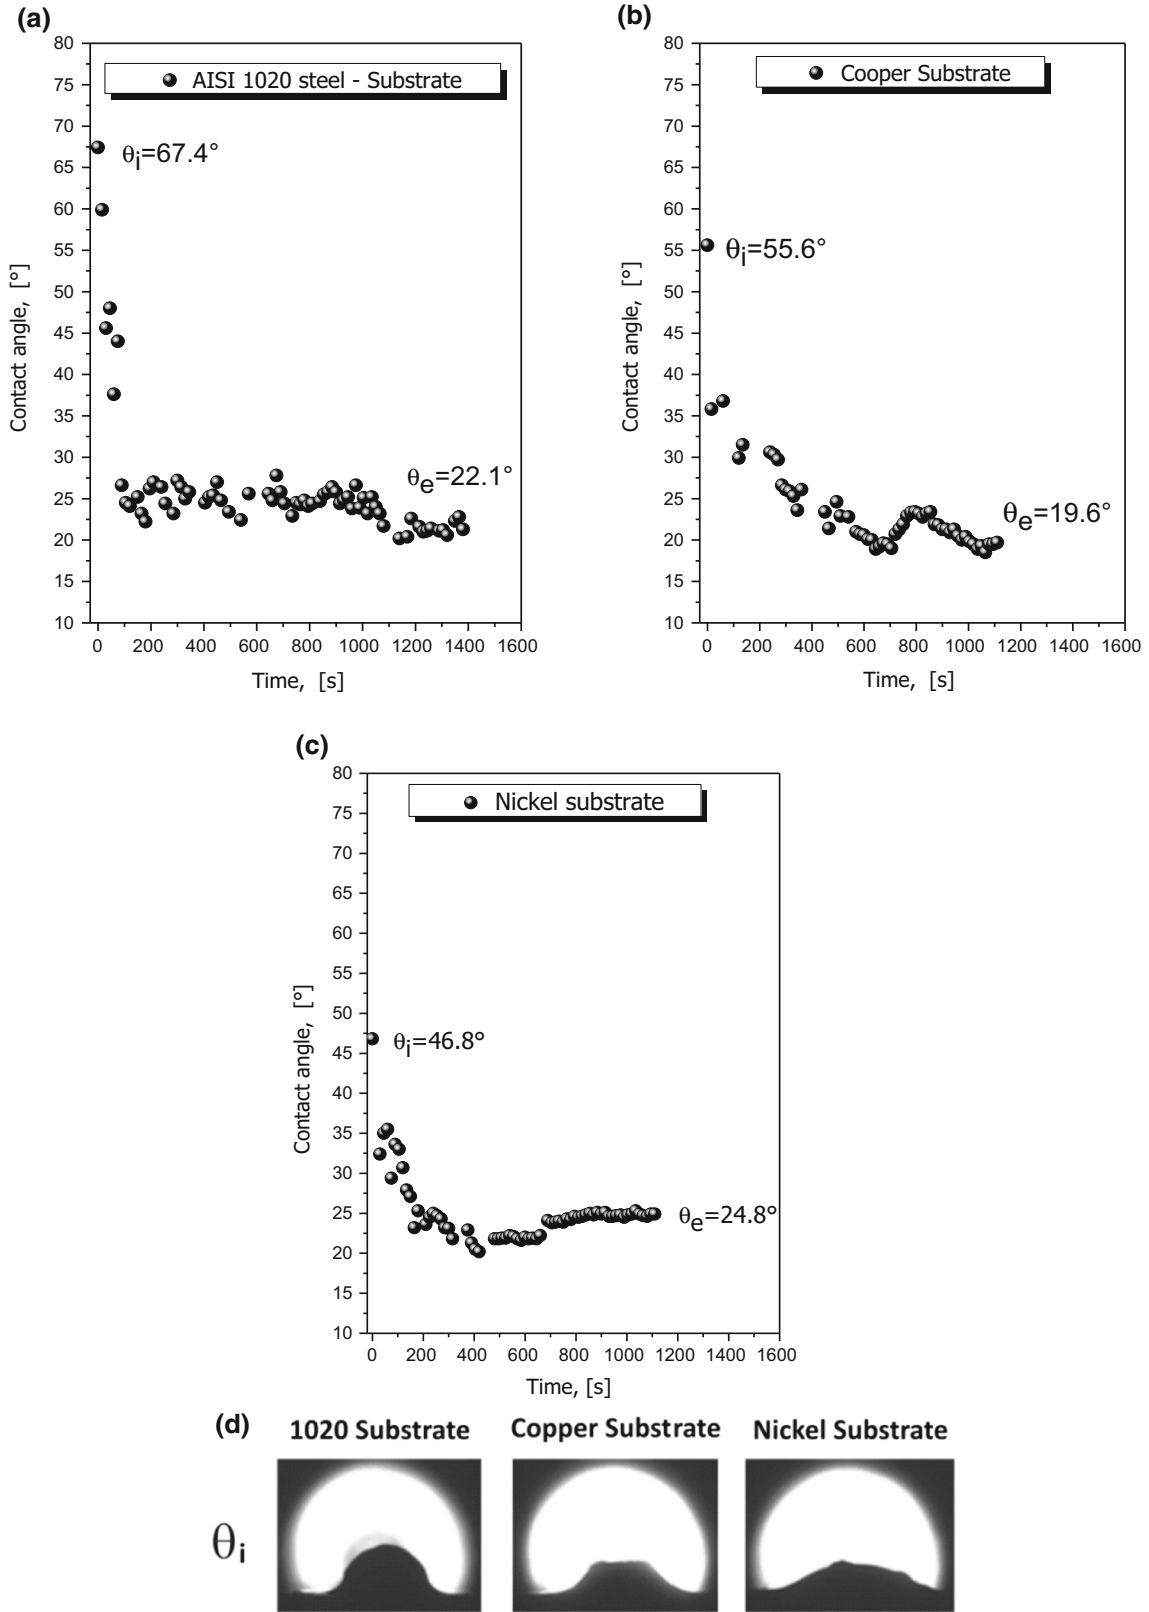 (a)
80
75
70
65
60
55
50
45
40
35
30
25
20
15
10
Contact angle, [°]
AISI 1020 steel - Substrate
θi=67.4°
θe=22.1°
0 200 400 600 800 1000 1200 1400 1600
Time, [s]
(b)
80
75
70
65
60
55
50
45
40
35
30
25
20
15
10
Contact angle, [°]
Cooper Substrate
θi=55.6°
θe=19.6°
0 200 400 600 800 1000 1200 1400 1600
Time, [s]
(c)
80
75
70
65
60
55
50
45
40
35
30
25
20
15
10
Contact angle, [°]
Nickel substrate
θi=46.8°
θe=24.8°
0 200 400 600 800 1000 1200 1400 1600
Time, [s]
(d)
1020 Substrate Copper Substrate Nickel Substrate
θi